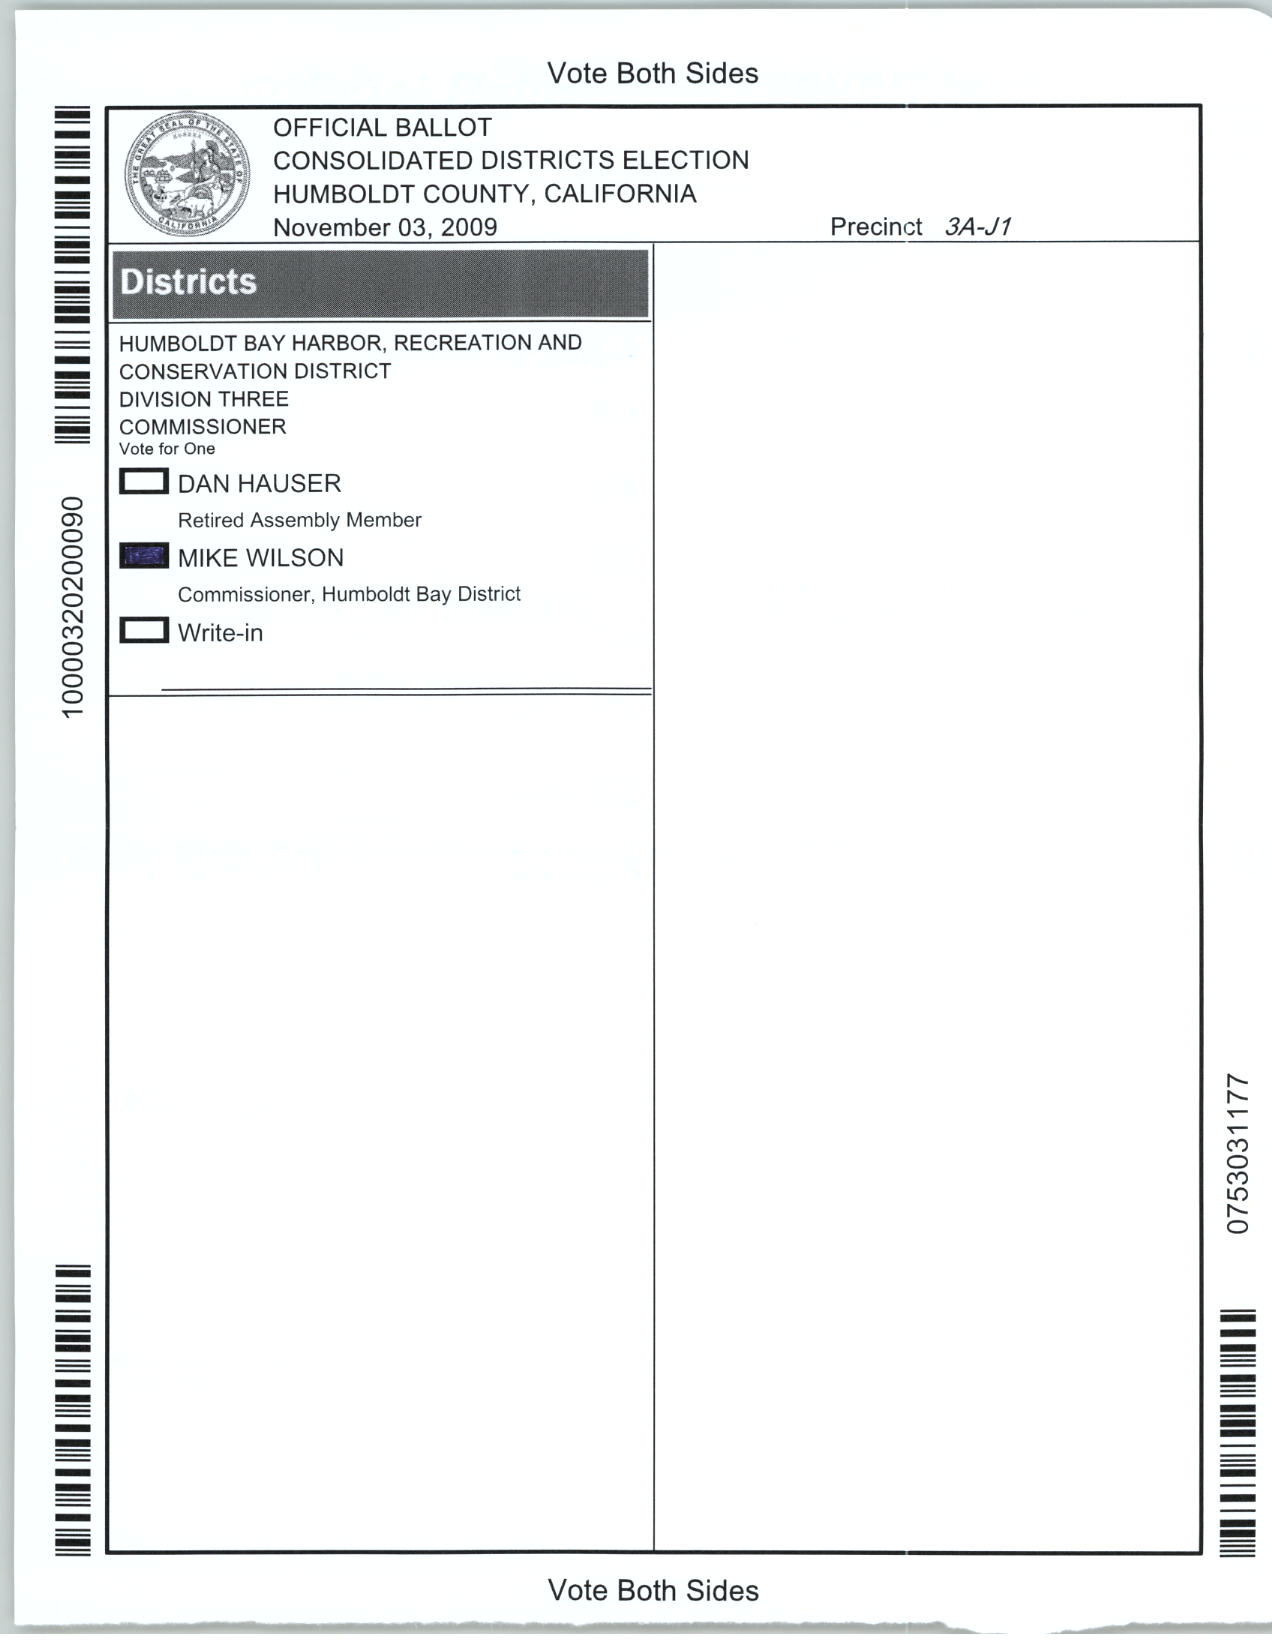 Vote Both Sides
THE GREAT SEAL OF THE STATE OF CALIFORNIA
EUREKA
OFFICIAL BALLOT
CONSOLIDATED DISTRICTS ELECTION
HUMBOLDT COUNTY, CALIFORNIA
November 03, 2009
Precinct 3A-J1
Districts
HUMBOLDT BAY HARBOR, RECREATION AND
CONSERVATION DISTRICT
DIVISION THREE
COMMISSIONER
Vote for One
DAN HAUSER
Retired Assembly Member
MIKE WILSON
Commissioner, Humboldt Bay District
Write-in
10000320200090
0753031177
Vote Both Sides